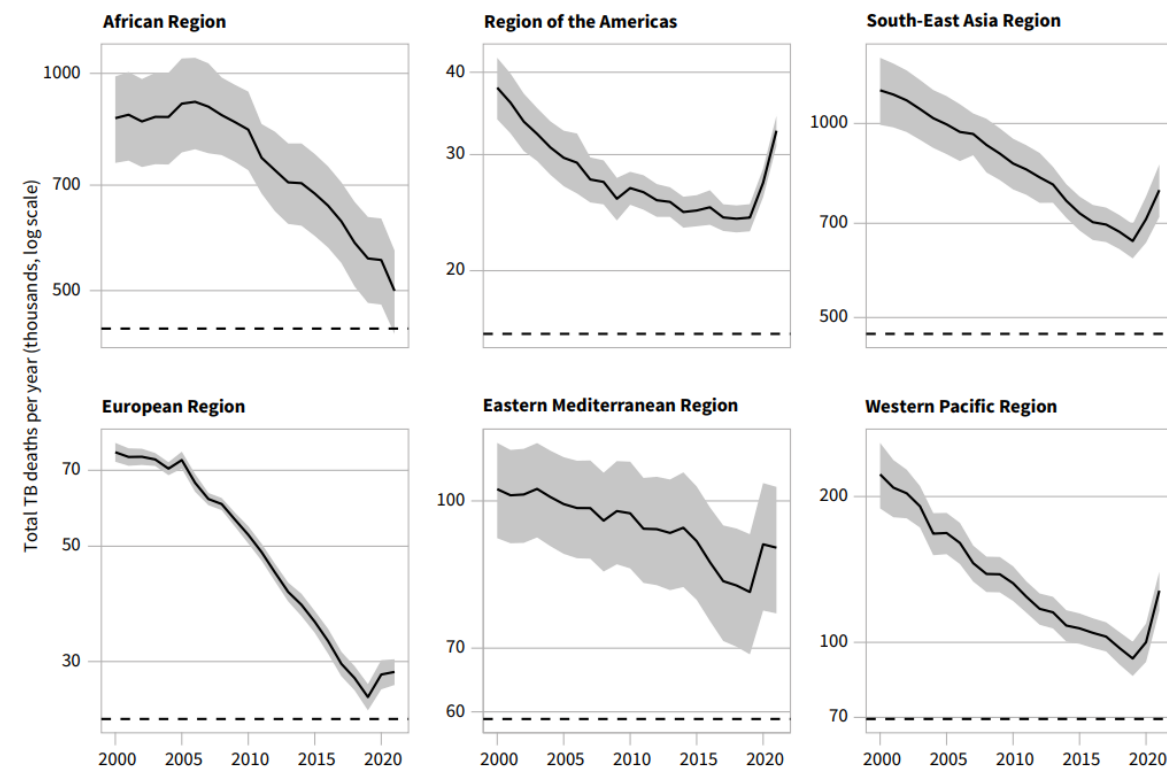 African Region
Region of the Americas
South-East Asia Region
Total TB deaths per year (thousands, log scale)
1000
700
500
40
30
20
1000
700
500
European Region
Eastern Mediterranean Region
Western Pacific Region
70
50
30
100
70
60
200
100
70
2000 2005 2010 2015 2020
2000 2005 2010 2015 2020
2000 2005 2010 2015 2020